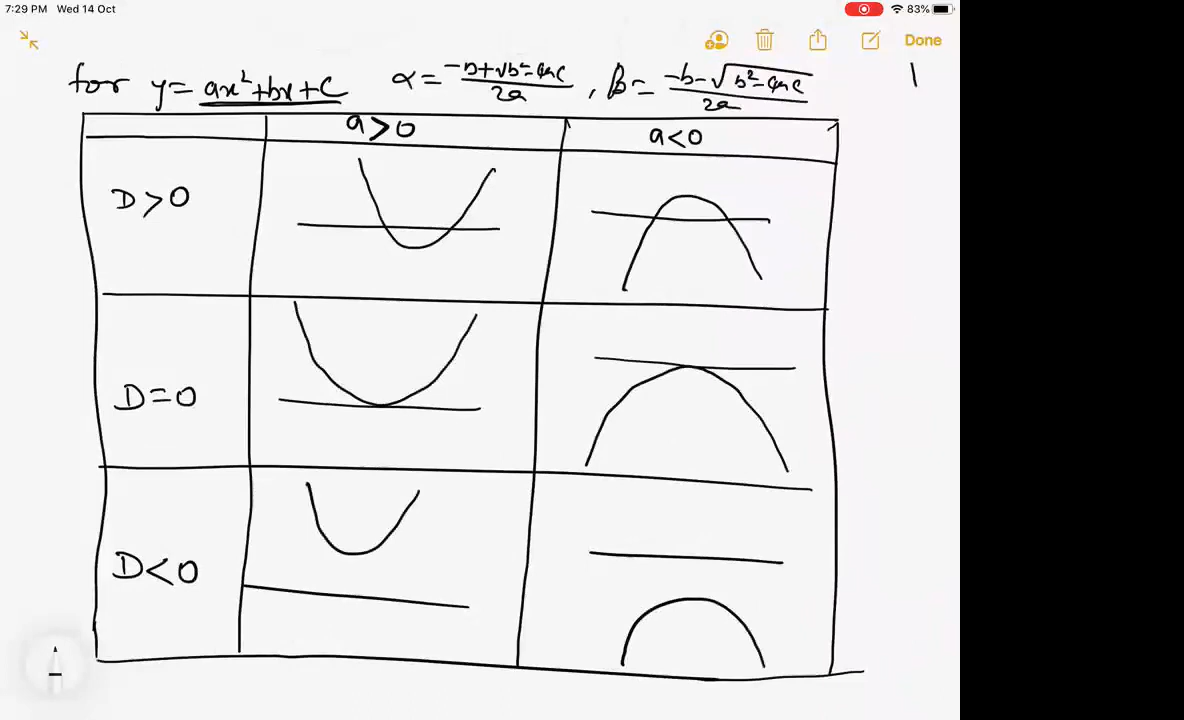 7:29 PM Wed 14 Oct 83%
Done
for y= ax²+bx+c α= -b+√b²-4ac / 2a , β= -b-√b²-4ac / 2a
a>0 a<0
D>0
D=0
D<0